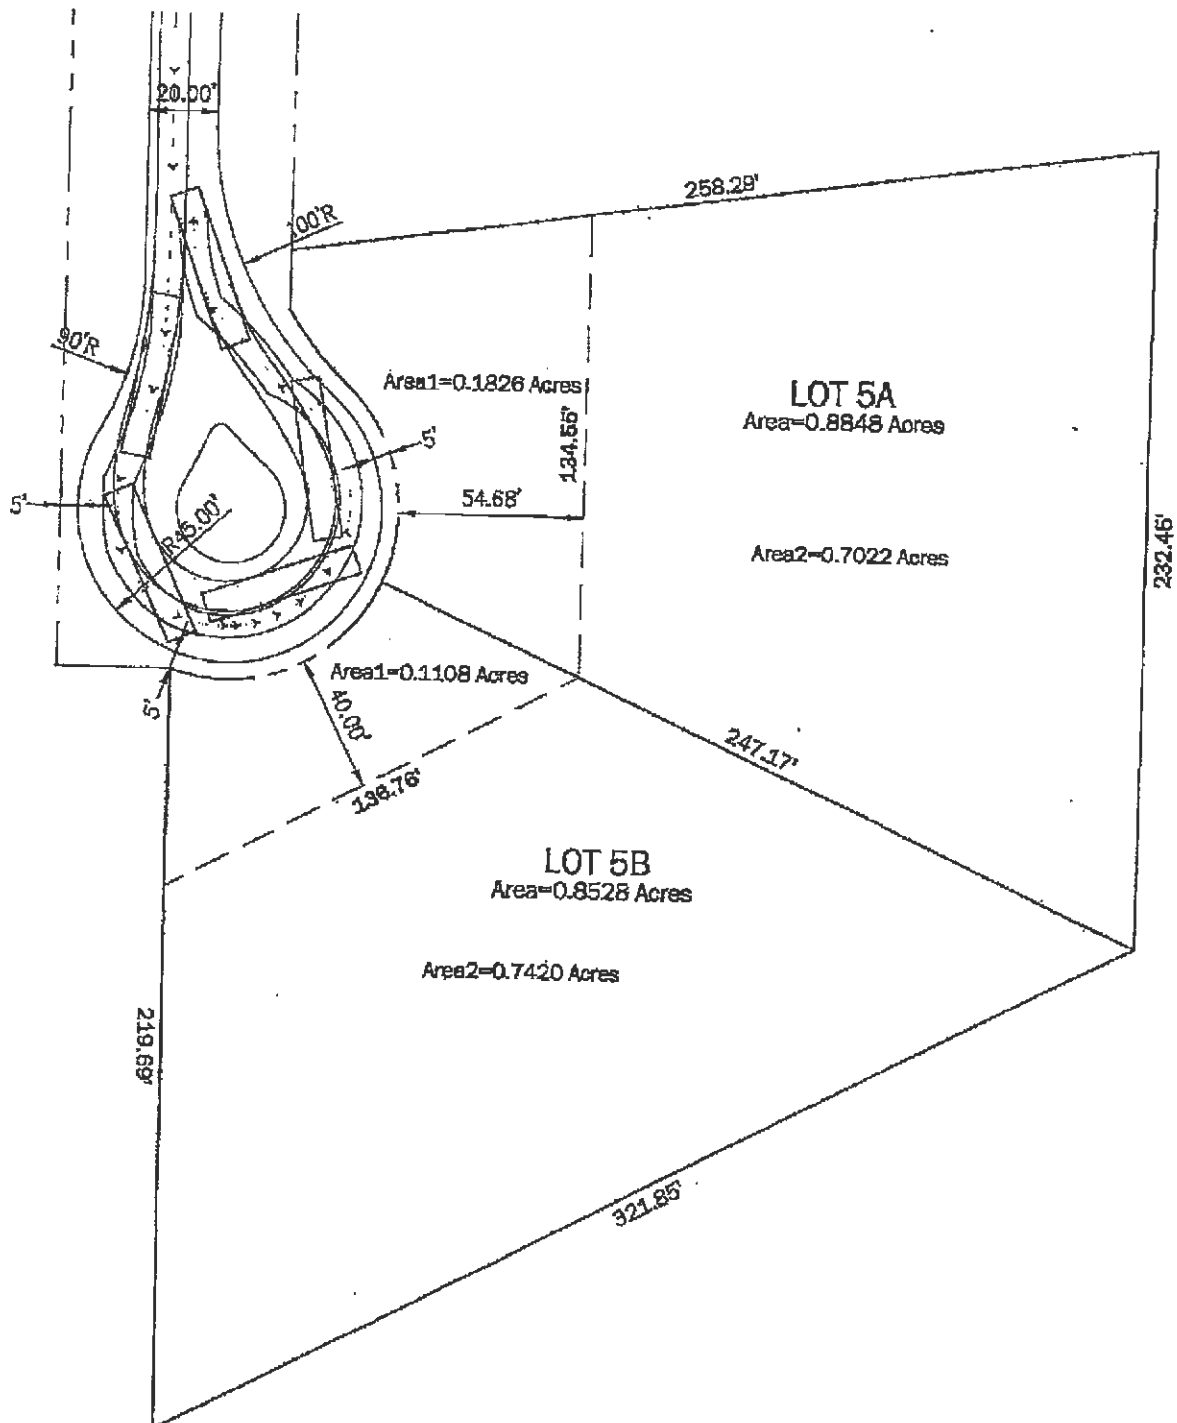 20.00'
258.29'
100'R
90'R
Area1=0.1826 Acres
LOT 5A
Area=0.8848 Acres
134.55'
5'
54.68'
5'
R45.00'
Area2=0.7022 Acres
232.46'
Area1=0.1108 Acres
5'
40.00'
247.17'
136.76'
LOT 5B
Area=0.8528 Acres
Area2=0.7420 Acres
219.69'
321.85'